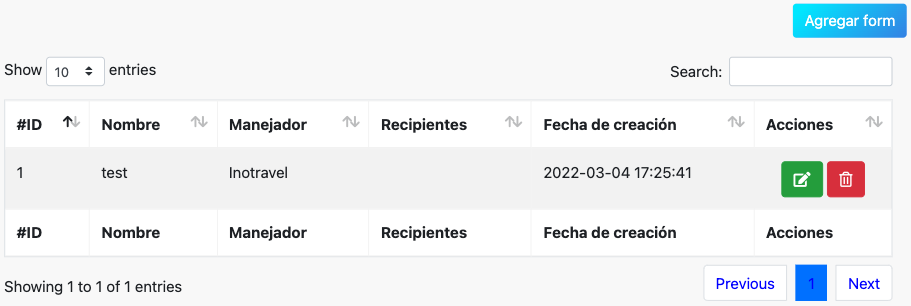 Agregar form
Show 10 entries Search:
#ID Nombre Manejador Recipientes Fecha de creación Acciones
1 test Inotravel 2022-03-04 17:25:41
#ID Nombre Manejador Recipientes Fecha de creación Acciones
Showing 1 to 1 of 1 entries Previous 1 Next